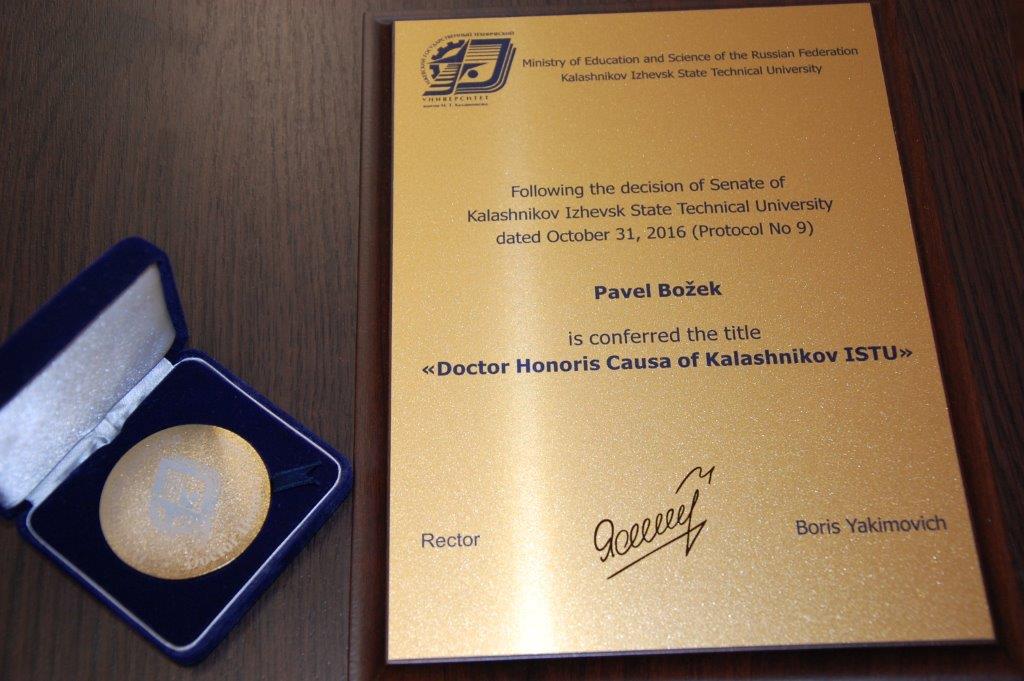 УНИВЕРСИТЕТ
Ministry of Education and Science of the Russian Federation
Kalashnikov Izhevsk State Technical University
Following the decision of Senate of
Kalashnikov Izhevsk State Technical University
dated October 31, 2016 (Protocol No 9)
Pavel Božek
is conferred the title
«Doctor Honoris Causa of Kalashnikov ISTU»
Rector
Boris Yakimovich